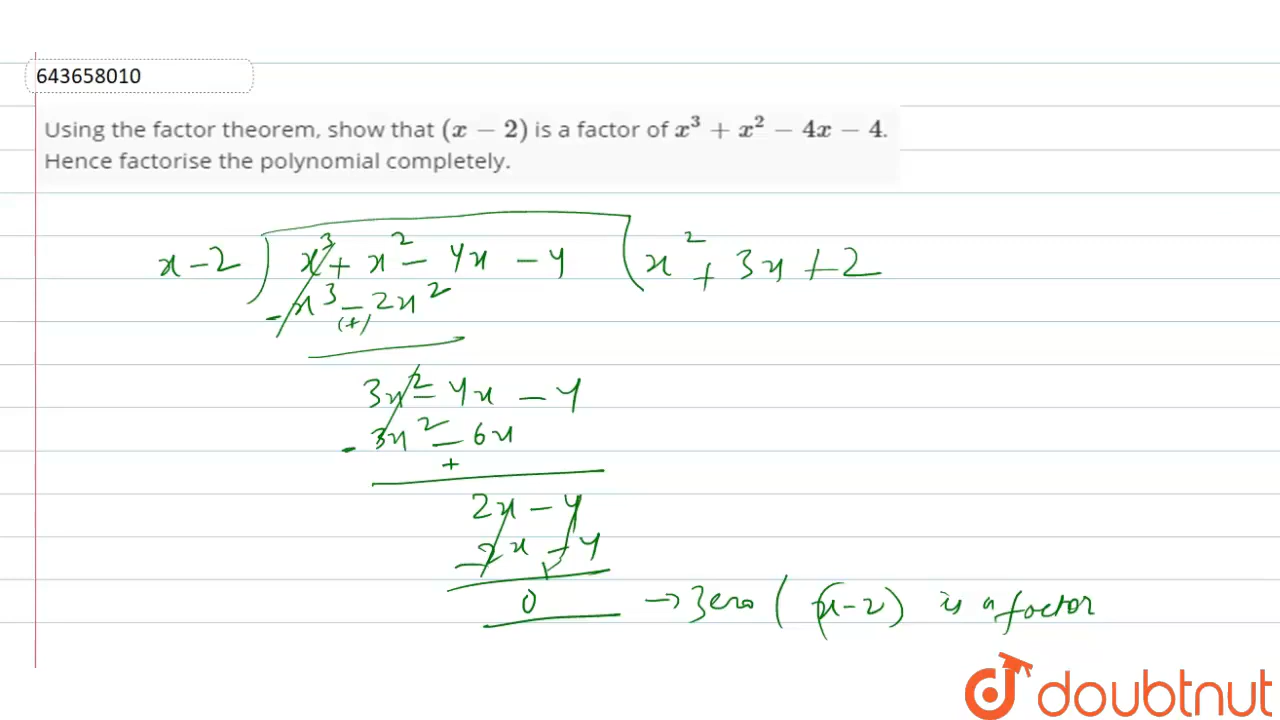 643658010
Using the factor theorem, show that (x − 2) is a factor of x³ + x² − 4x − 4.
Hence factorise the polynomial completely.
x-2 ) x³ + x² - 4x - 4 ( x² + 3x + 2
- x³ - 2x²
(+)
3x² - 4x - 4
- 3x² - 6x
+
2x - 4
- 2x - 4
+
0 → Zero ( (x-2) is a factor
doubtnut